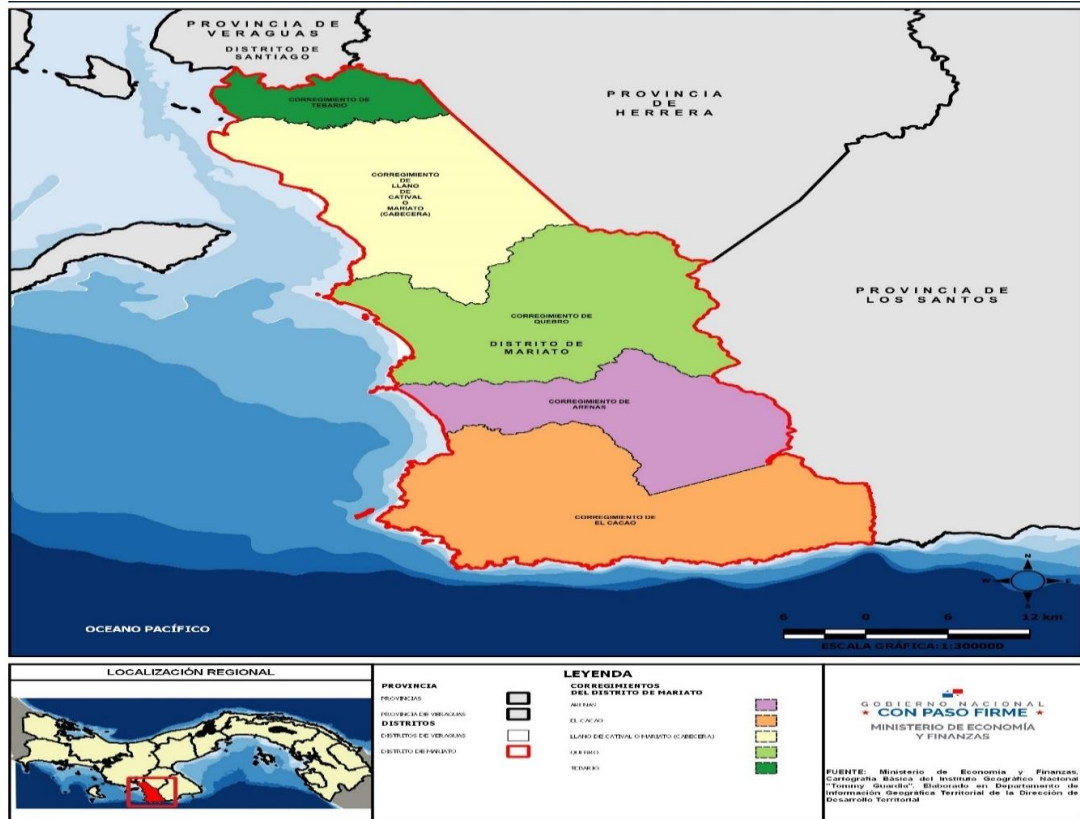 PROVINCIA DE
VERAGUAS
DISTRITO DE
SANTIAGO
CORREGIMIENTO DE
TEBARIO
PROVINCIA
DE
HERRERA
CORREGIMIENTO
DE
LLANO
DE
CATIVAL
O
MARIATO
(CABECERA)
PROVINCIA DE
LOS SANTOS
CORREGIMIENTO DE
QUEBRO
DISTRITO DE
MARIATO
CORREGIMIENTO DE
ARENAS
CORREGIMIENTO DE
EL CACAO
OCEANO PACÍFICO
N
W E
S
6 0 6 12 km
ESCALA GRÁFICA:1:300000
LOCALIZACIÓN REGIONAL
LEYENDA
PROVINCIA
PROVINCIAS
PROVINCIA DE VERAGUAS
DISTRITOS
DISTRITOS DE VERAGUAS
DISTRITO DE MARIATO
CORREGIMIENTOS
DEL DISTRITO DE MARIATO
ARENAS
EL CACAO
LLANO DE CATIVAL O MARIATO (CABECERA)
QUEBRO
TEBARIO
GOBIERNO NACIONAL
CON PASO FIRME
MINISTERIO DE ECONOMÍA
Y FINANZAS
FUENTE: Ministerio de Economía y Finanzas.
Cartografía Básica del Instituto Geográfico Nacional
"Tommy Guardia". Elaborado en Departamento de
Información Geográfica Territorial de la Dirección de
Desarrollo Territorial